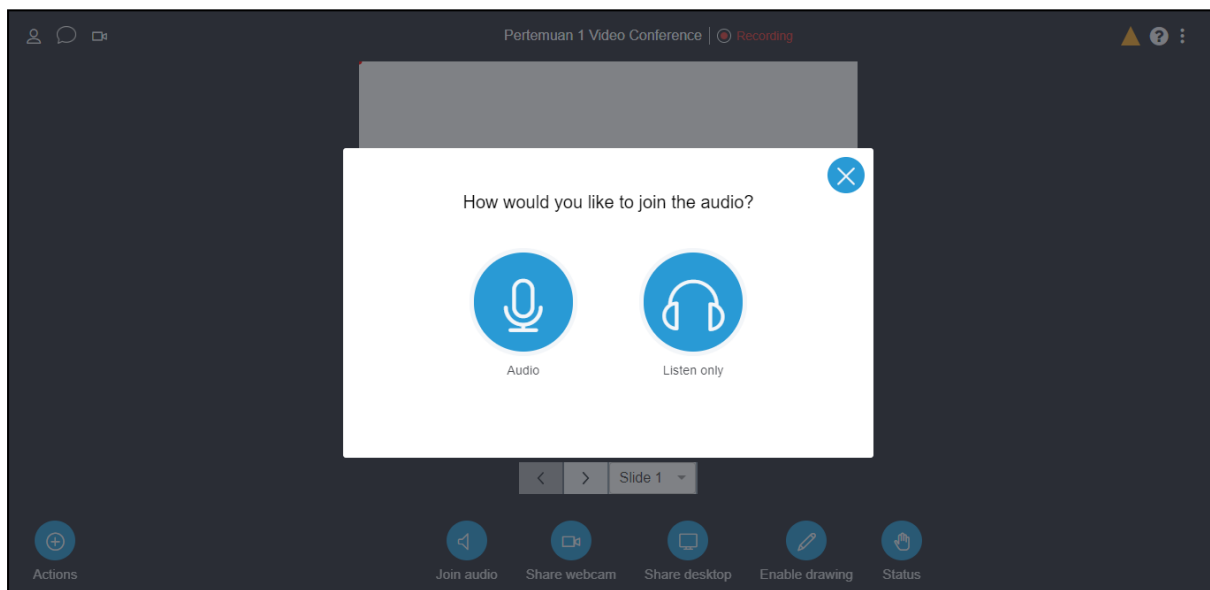 Pertemuan 1 Video Conference | Recording
How would you like to join the audio?
Audio
Listen only
Slide 1
Actions
Join audio
Share webcam
Share desktop
Enable drawing
Status